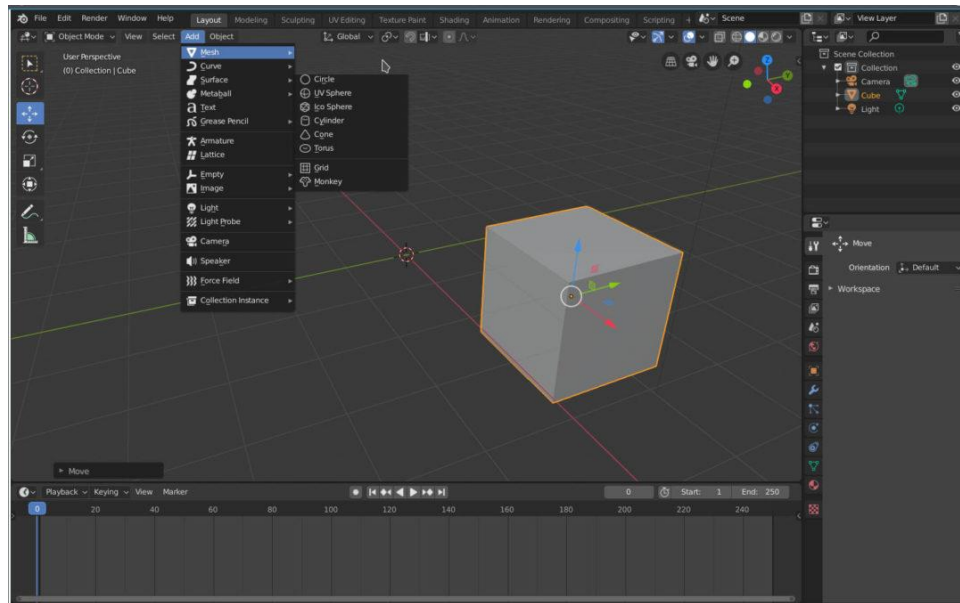 File Edit Render Window Help Layout Modeling Sculpting UV Editing Texture Paint Shading Animation Rendering Compositing Scripting + Scene View Layer
Object Mode View Select Add Object Global
User Perspective
(0) Collection | Cube
Mesh
Curve
Surface
Metaball
Text
Grease Pencil
Armature
Lattice
Empty
Image
Light
Light Probe
Camera
Speaker
Force Field
Collection Instance
Circle
UV Sphere
Ico Sphere
Cylinder
Cone
Torus
Grid
Monkey
Z
Y
X
Scene Collection
Collection
Camera
Cube
Light
Move
Orientation Default
Workspace
Move
Playback Keying View Marker 0 Start: 1 End: 250
0 20 40 60 80 100 120 140 160 180 200 220 240